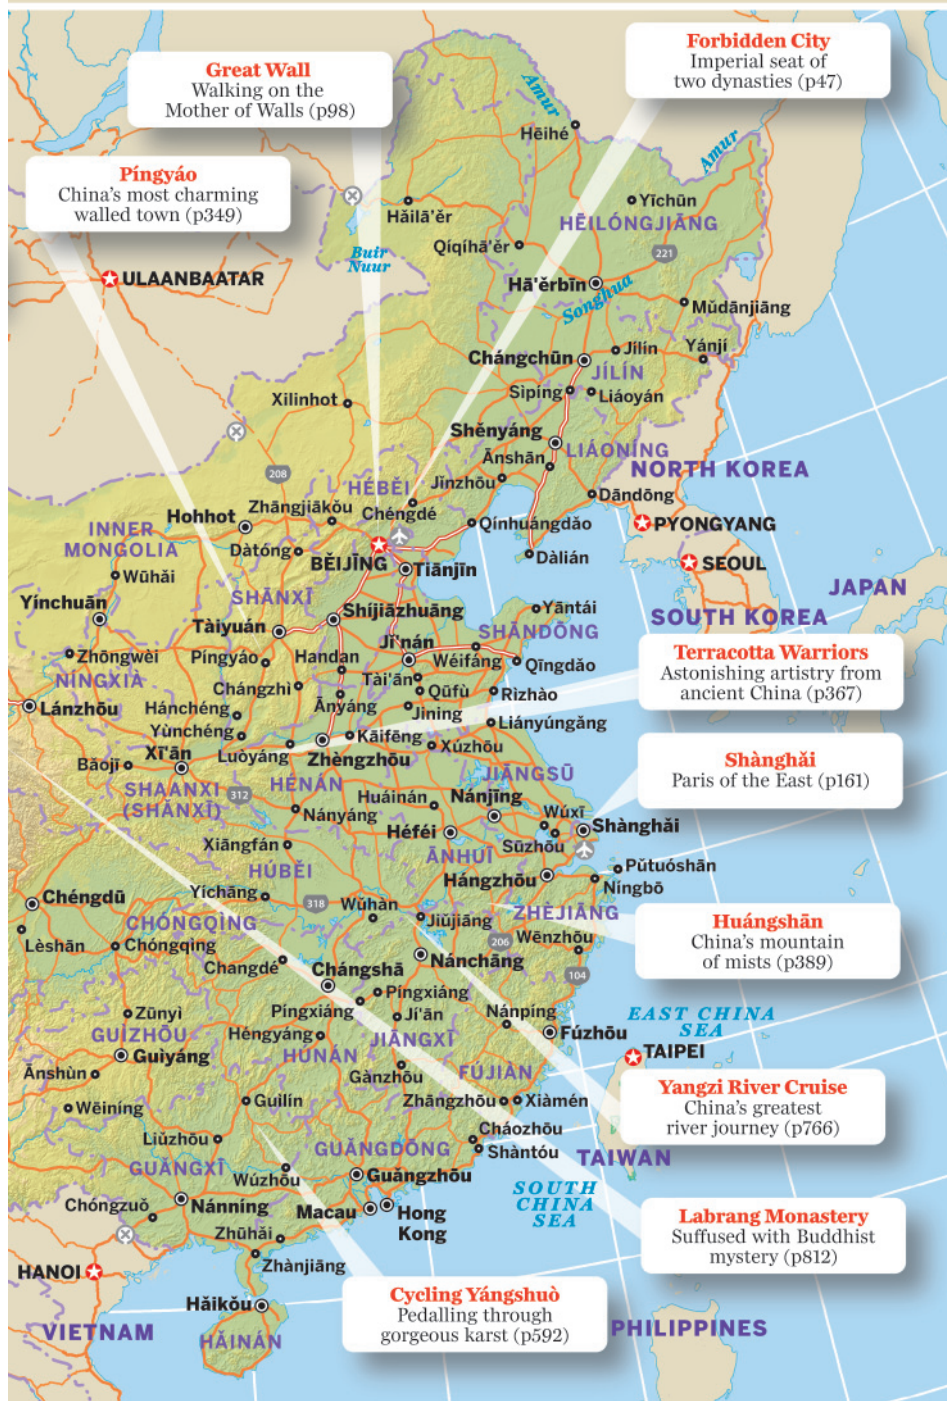 Forbidden City
Imperial seat of
two dynasties (p47)
Great Wall
Walking on the
Mother of Walls (p98)
Píngyáo
China's most charming
walled town (p349)
Amur
Hēihé
Amur
Yīchūn
Hǎilā'ěr
HĒILÓNGJIĀNG
Qíqíhā'ěr
221
Buir
Nuur
ULAANBAATAR
Hā'ěrbīn
Songhua
Mǔdānjiāng
Chángchūn
Jílín
Yánjí
JÍLÍN
Sìpíng
Liáoyán
Xilinhot
Shěnyáng
LIÁONÍNG
Ānshān
NORTH KOREA
208
HÉBĚI
Jǐnzhōu
Dāndōng
Zhāngjiākǒu
Chéngdé
Hohhot
Qínhuángdǎo
PYONGYANG
INNER
MONGOLIA
Dàtóng
BĚIJĪNG
Dàlián
Tiānjīn
SEOUL
Wūhǎi
JAPAN
SHĀNXĪ
Yínchuān
Shíjiāzhuāng
Yāntái
SOUTH KOREA
Tàiyuán
SHĀNDŌNG
Jǐ'nán
Terracotta Warriors
Astonishing artistry from
ancient China (p367)
Zhōngwèi
Píngyáo
Handan
Wéifāng
Qīngdǎo
NÍNGXIÀ
Tài'ān
Chángzhì
Qūfù
Rìzhào
Lánzhōu
Hánchéng
Ānyáng
Jìníng
Yùnchéng
Kāifēng
Liányúngǎng
Xī'ān
Luòyáng
Zhèngzhōu
Xúzhōu
Shànghǎi
Paris of the East (p161)
Bǎojī
JIĀNGSŪ
SHAANXI
(SHĀNXĪ)
312
HÉNÁN
Huáinán
Nánjīng
Nányáng
Wúxī
Shànghǎi
Héféi
Sūzhōu
Xiāngfán
ĀNHUĪ
HÚBĚI
Pǔtuóshān
Hángzhōu
Níngbō
Chéngdū
Yíchāng
318
Wǔhàn
ZHÈJIĀNG
Jiǔjiāng
CHÓNGQÌNG
Huángshān
China's mountain
of mists (p389)
Lèshān
Chóngqìng
206
Wēnzhōu
Changdé
Nánchāng
Chángshā
104
Píngxiáng
Píngxiáng
Zūnyì
Jí'ān
Nánpíng
EAST CHINA
SEA
GUÌZHŌU
Héngyáng
JIĀNGXĪ
Fúzhōu
Guìyáng
HÚNÁN
TAIPEI
Ānshùn
Gànzhōu
FÚJIÀN
Yangzi River Cruise
China's greatest
river journey (p766)
Wēiníng
Guìlín
Zhāngzhōu
Xiàmén
Liǔzhōu
Cháozhōu
GUǍNGDŌNG
Shàntóu
TAIWAN
GUǍNGXĪ
Wúzhōu
Guǎngzhōu
Chóngzuǒ
Nánníng
Macau
Hong
Kong
SOUTH
CHINA
SEA
Labrang Monastery
Suffused with Buddhist
mystery (p812)
Zhūhǎi
Zhànjiāng
HANOI
Hǎikǒu
Cycling Yángshuò
Pedalling through
gorgeous karst (p592)
VIETNAM
HǍINÁN
PHILIPPINES